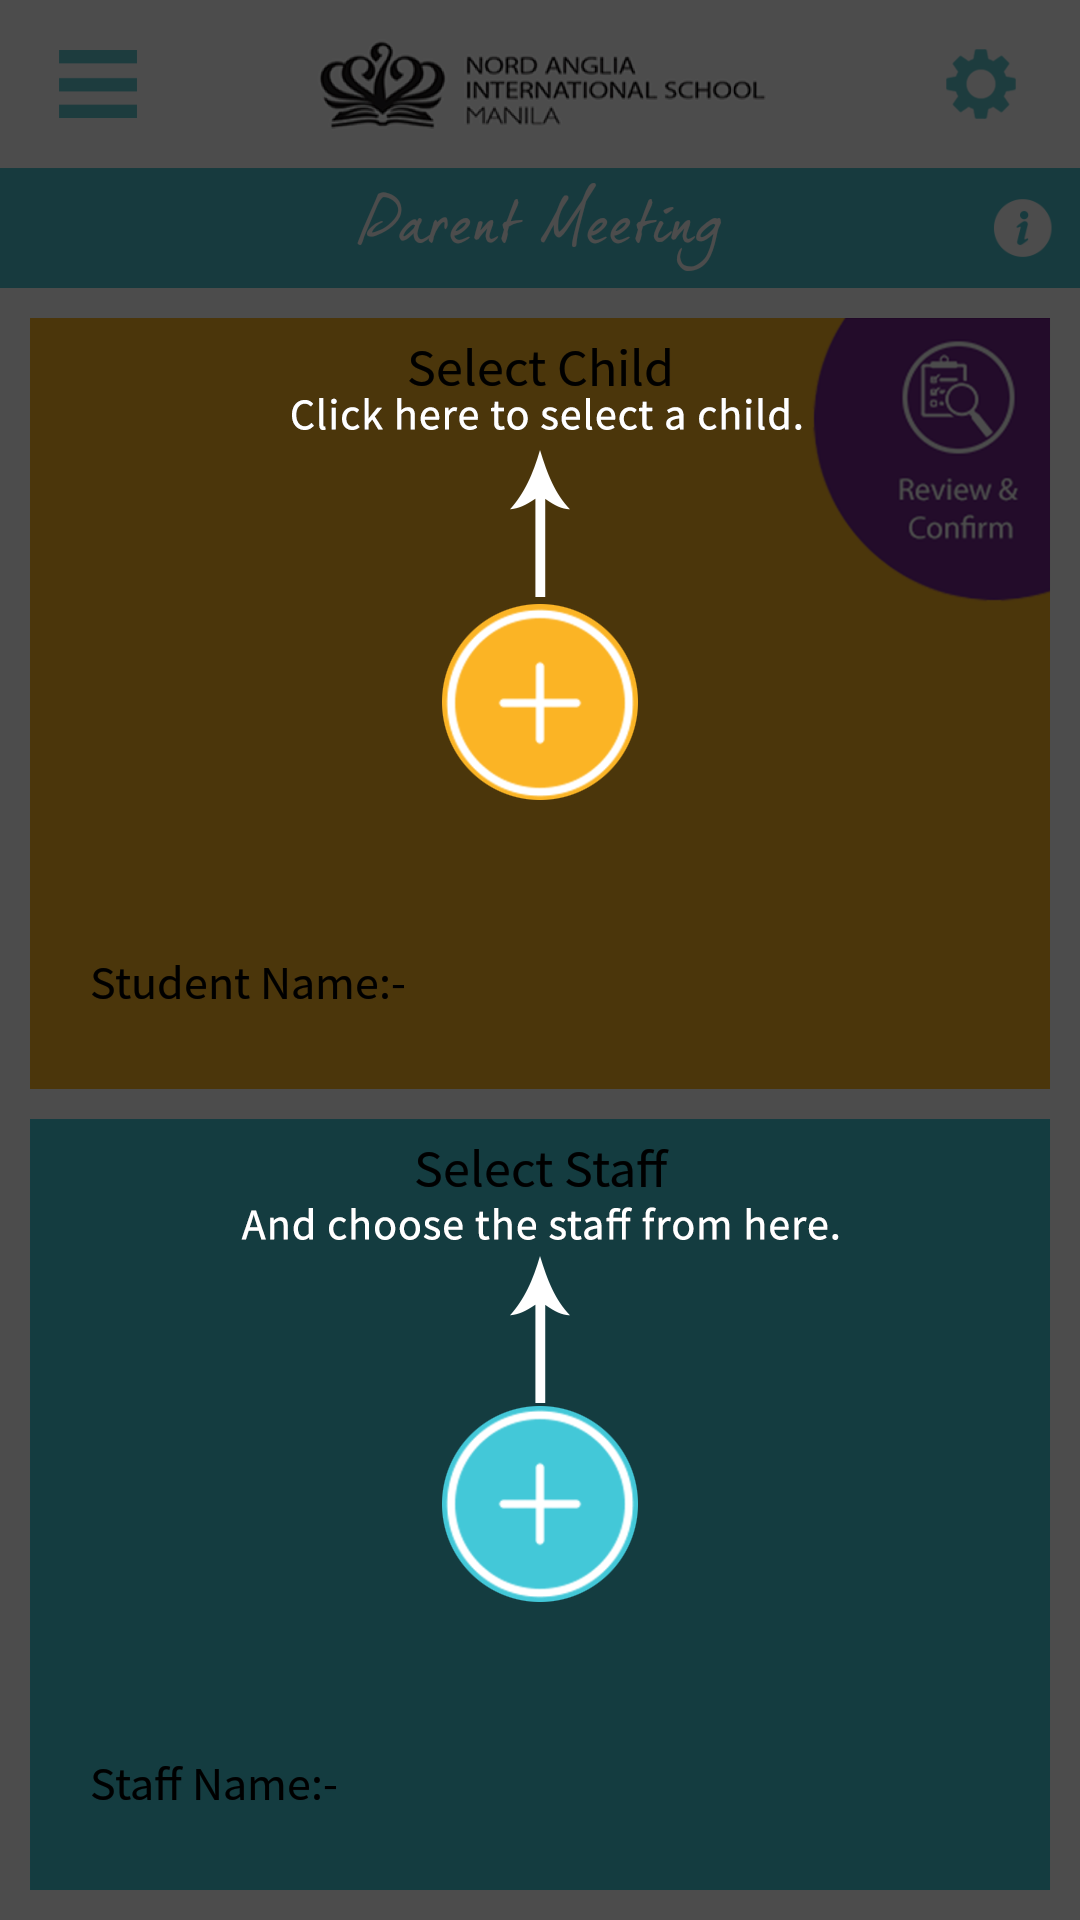 NORD ANGLIA
INTERNATIONAL SCHOOL
MANILA
Parent Meeting
i
Select Child
Click here to select a child.
Review &
Confirm
Student Name:-
Select Staff
And choose the staff from here.
Staff Name:-